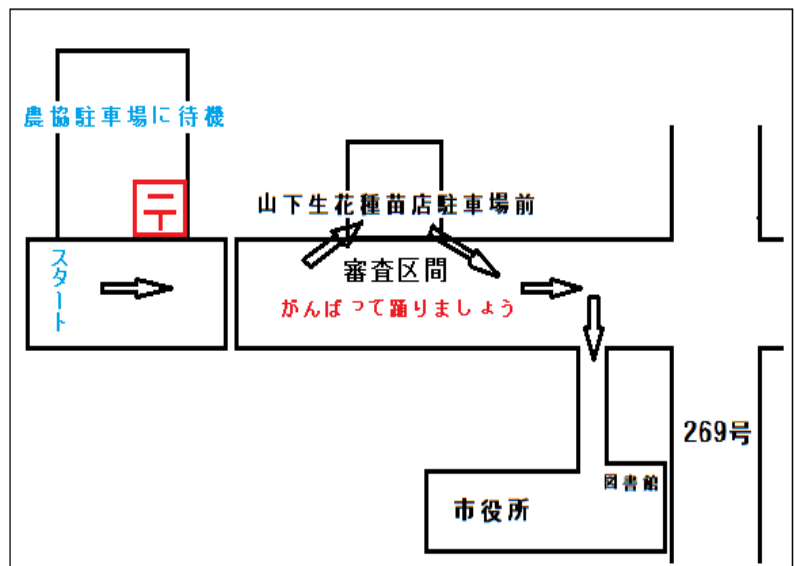 農協駐車場に待機
〒
山下生花種苗店駐車場前
スタート
審査区間
がんばって踊りましょう
269号
図書館
市役所